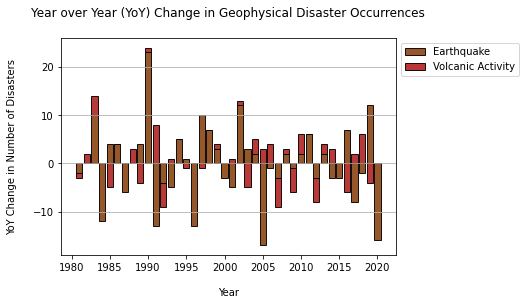 Year over Year (YoY) Change in Geophysical Disaster Occurrences
Earthquake
Volcanic Activity
YoY Change in Number of Disasters
20
10
0
−10
1980 1985 1990 1995 2000 2005 2010 2015 2020
Year